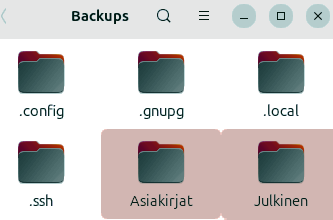 Backups
.config .gnupg .local
.ssh Asiakirjat Julkinen